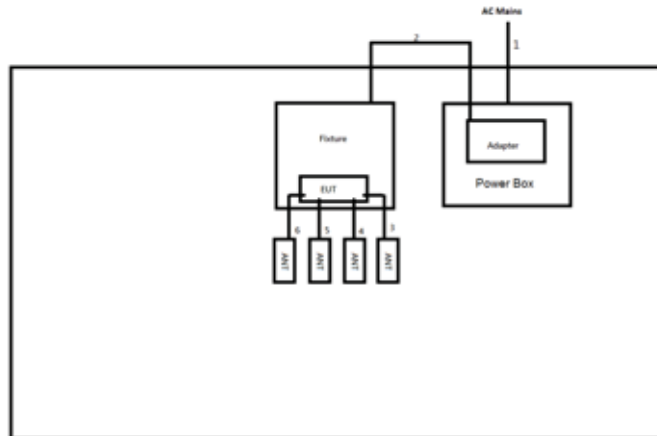 AC Mains
2
1
Fixture
Adapter
Power Box
EUT
6
5
4
3
ANT
ANT
ANT
ANT